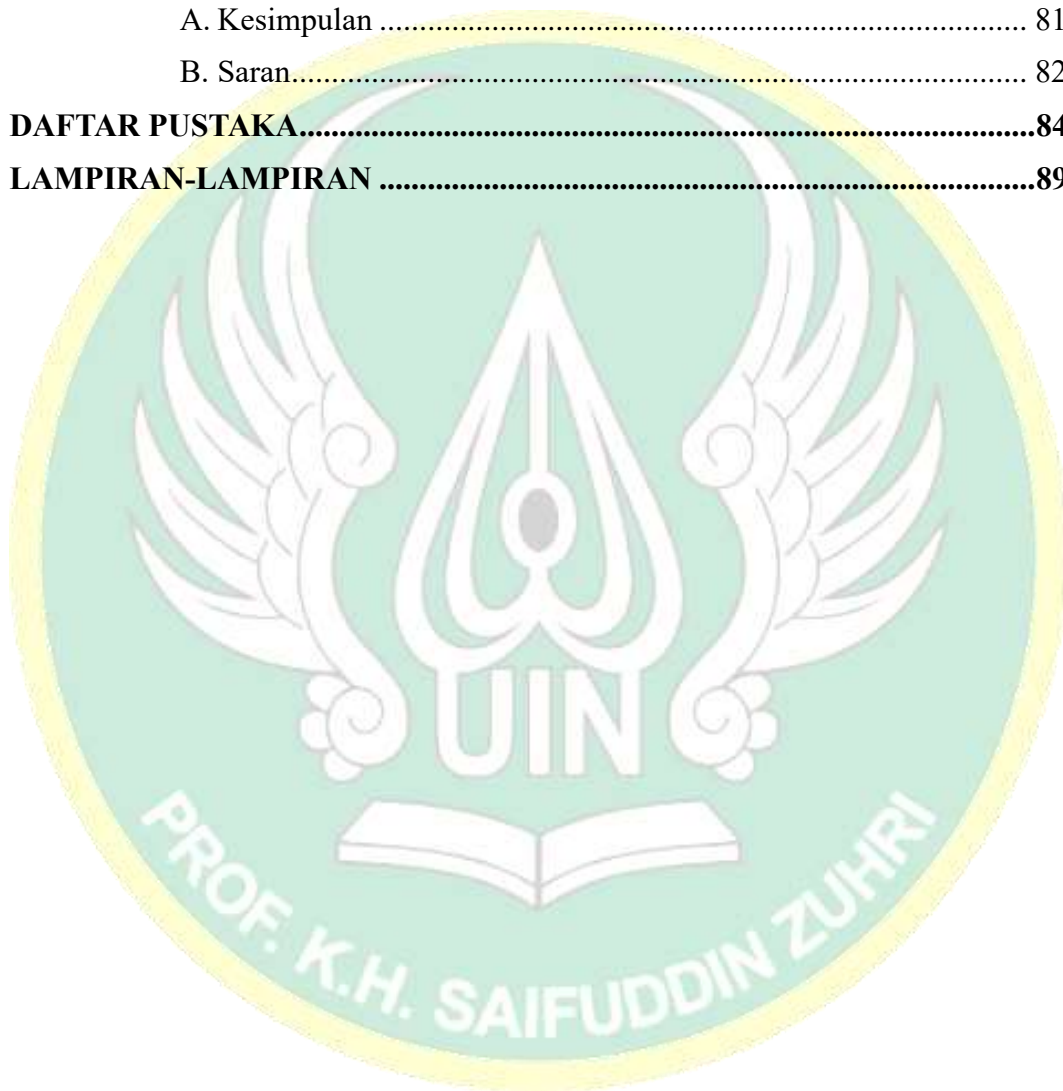 A. Kesimpulan ........................................................................................ 81
B. Saran................................................................................................... 82
DAFTAR PUSTAKA.............................................................................................84
LAMPIRAN-LAMPIRAN ...................................................................................89
UIN
PROF. K.H. SAIFUDDIN ZUHRI